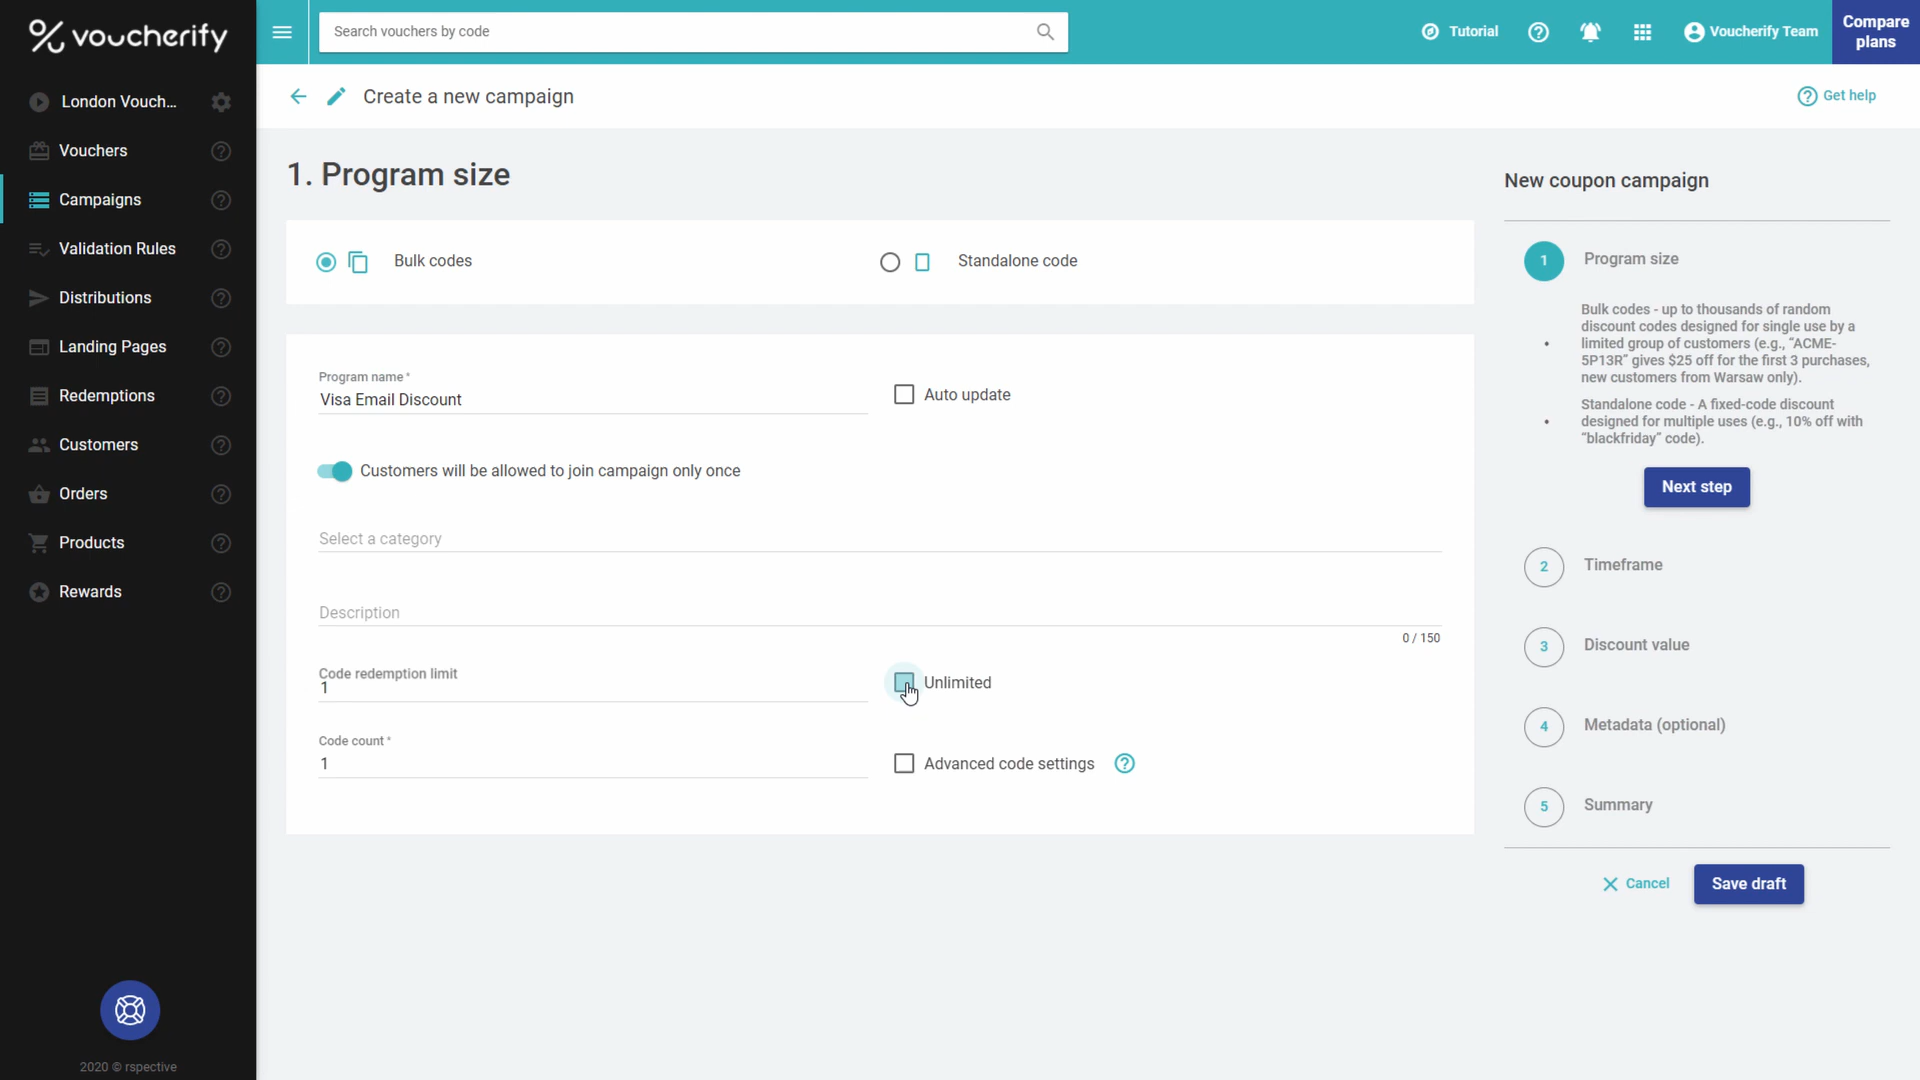 voucherify
Search vouchers by code
Tutorial
Voucherify Team
Compare
plans
London Vouch...
Vouchers
Campaigns
Validation Rules
Distributions
Landing Pages
Redemptions
Customers
Orders
Products
Rewards
2020 © rspective
Create a new campaign
Get help
1. Program size
Bulk codes
Standalone code
Program name *
Visa Email Discount
Auto update
Customers will be allowed to join campaign only once
Select a category
Description
0 / 150
Code redemption limit
1
Unlimited
Code count *
1
Advanced code settings
New coupon campaign
1
Program size
Bulk codes - up to thousands of random
discount codes designed for single use by a
limited group of customers (e.g., “ACME-
5P13R” gives $25 off for the first 3 purchases,
new customers from Warsaw only).
Standalone code - A fixed-code discount
designed for multiple uses (e.g., 10% off with
“blackfriday” code).
Next step
2
Timeframe
3
Discount value
4
Metadata (optional)
5
Summary
Cancel
Save draft